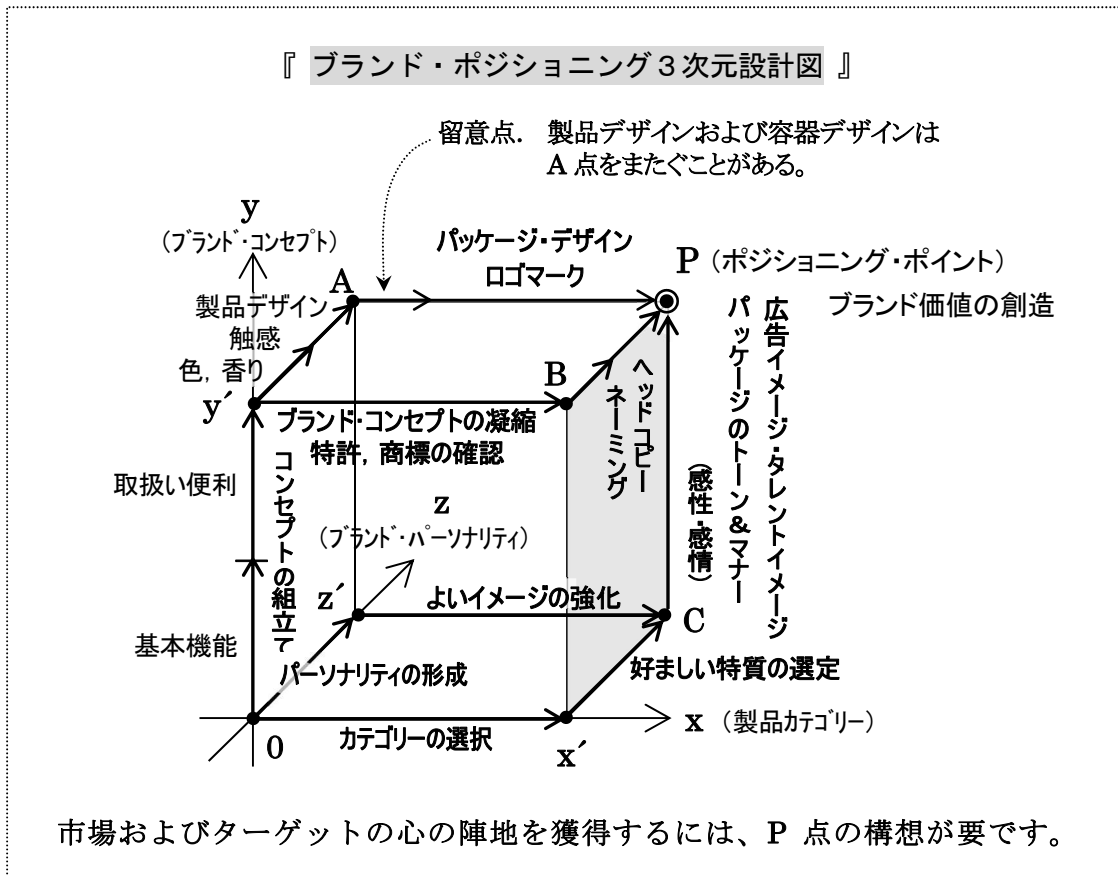 『 ブランド・ポジショニング３次元設計図 』
留意点． 製品デザインおよび容器デザインは
A 点をまたぐことがある。
y
（ﾌﾞﾗﾝﾄﾞ･ｺﾝｾﾌﾟﾄ）
パッケージ・デザイン
ロゴマーク
P（ポジショニング・ポイント）
ブランド価値の創造
A
製品デザイン
触感
色，香り
y´
B
ブランド・コンセプトの凝縮
特許，商標の確認
ヘッドコピー
ネーミング
広告イメージ・タレントイメージ
パッケージのトーン＆マナー
（感性・感情）
取扱い便利
コンセプトの組立て
z
（ﾌﾞﾗﾝﾄﾞ･ﾊﾟｰｿﾅﾘﾃｨ）
z´
よいイメージの強化
C
基本機能
パーソナリティの形成
好ましい特質の選定
0
カテゴリーの選択
x´
x （製品ｶﾃｺﾞﾘｰ）
市場およびターゲットの心の陣地を獲得するには、P 点の構想が要です。